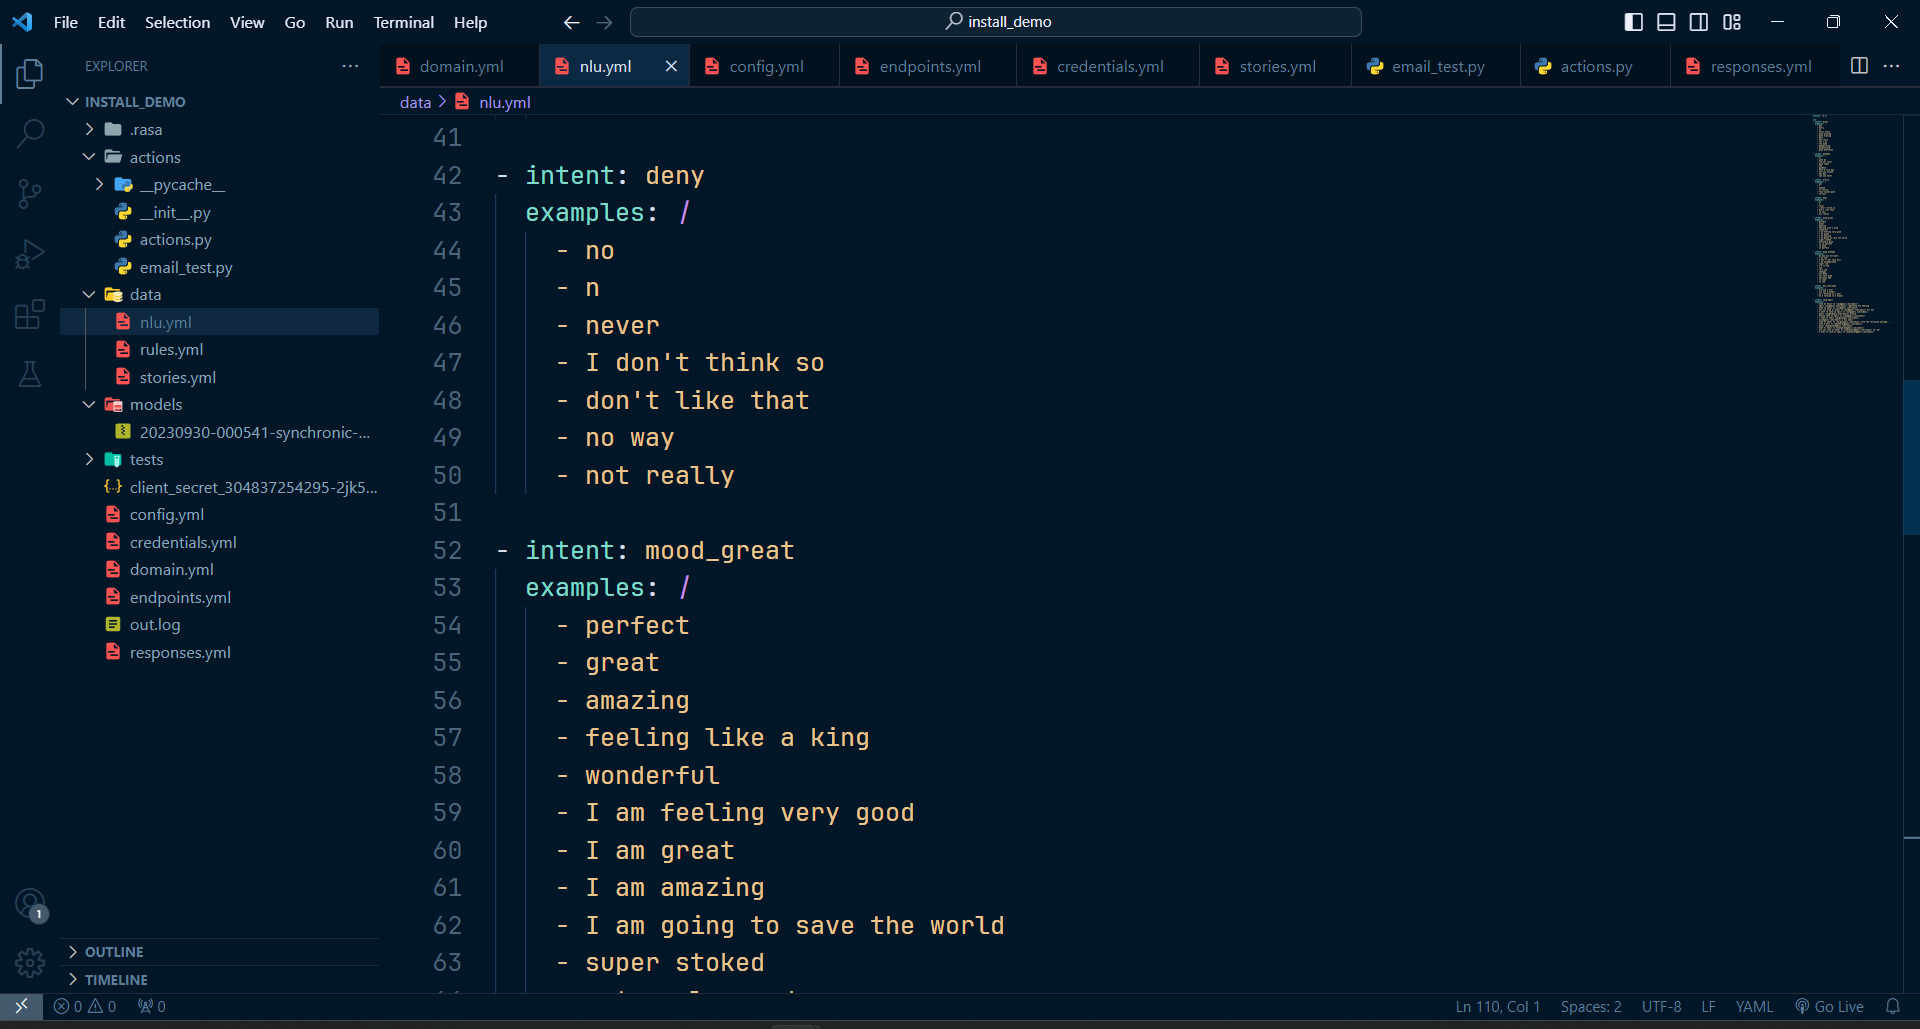 File Edit Selection View Go Run Terminal Help
install_demo
EXPLORER
domain.yml
nlu.yml
config.yml
endpoints.yml
credentials.yml
stories.yml
email_test.py
actions.py
responses.yml
data > nlu.yml
INSTALL_DEMO
.rasa
actions
__pycache__
__init__.py
actions.py
email_test.py
data
nlu.yml
rules.yml
stories.yml
models
20230930-000541-synchronic-...
tests
client_secret_304837254295-2jk5...
config.yml
credentials.yml
domain.yml
endpoints.yml
out.log
responses.yml
OUTLINE
TIMELINE
41
42 - intent: deny
43 examples: /
44 - no
45 - n
46 - never
47 - I don't think so
48 - don't like that
49 - no way
50 - not really
51
52 - intent: mood_great
53 examples: /
54 - perfect
55 - great
56 - amazing
57 - feeling like a king
58 - wonderful
59 - I am feeling very good
60 - I am great
61 - I am amazing
62 - I am going to save the world
63 - super stoked
1
0 0 0
Ln 110, Col 1 Spaces: 2 UTF-8 LF YAML Go Live